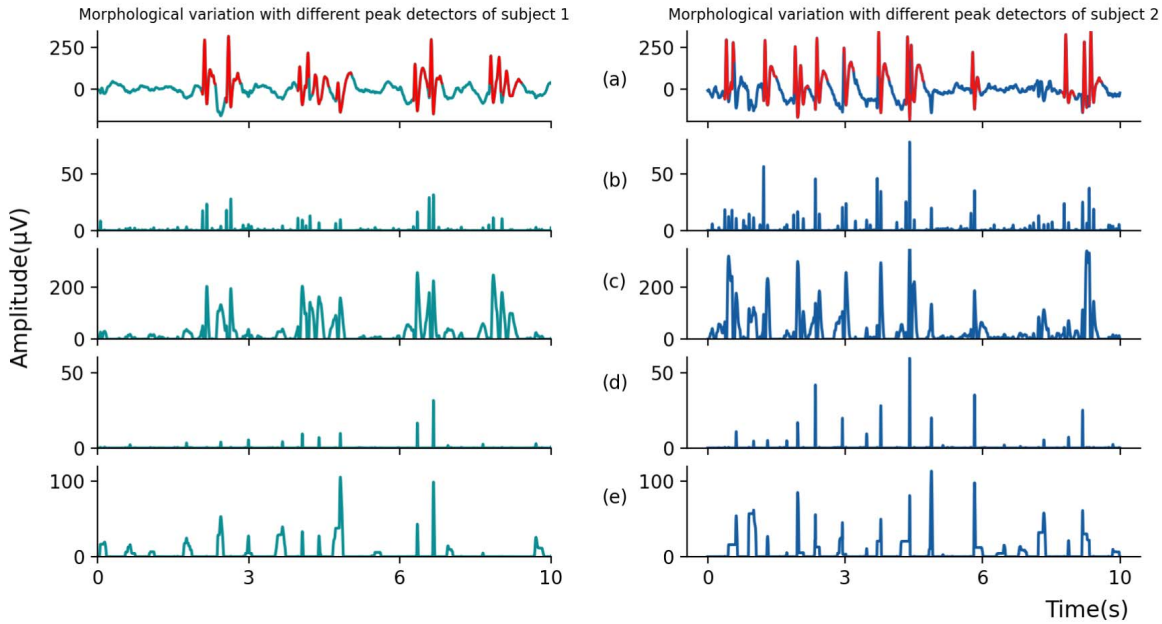 Morphological variation with different peak detectors of subject 1
Morphological variation with different peak detectors of subject 2
250
0
(a)
250
0
50
0
(b)
50
0
Amplitude(μV)
200
0
(c)
200
0
50
0
(d)
50
0
100
0
(e)
100
0
0 3 6 10
0 3 6 10
Time(s)